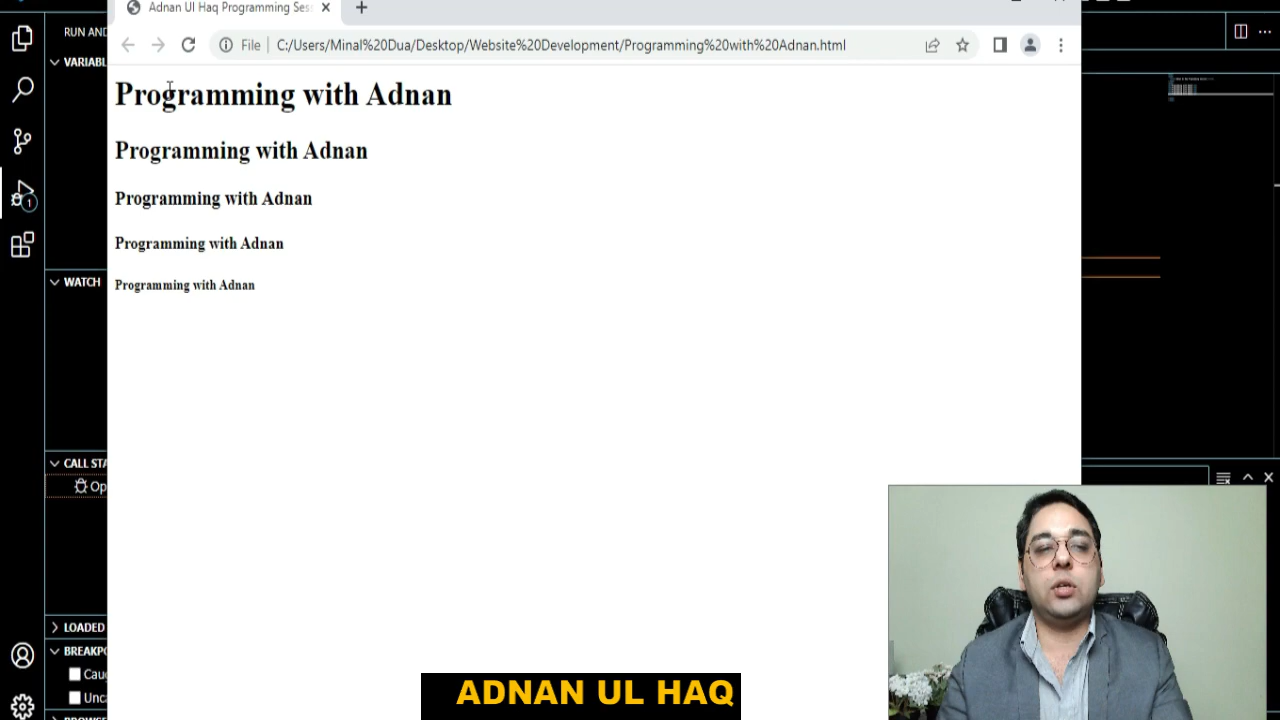 Adnan Ul Haq Programming Ses
RUN AND
File C:/Users/Minal%20Dua/Desktop/Website%20Development/Programming%20with%20Adnan.html
VARIABL
Programming with Adnan
Programming with Adnan
Programming with Adnan
Programming with Adnan
Programming with Adnan
1
WATCH
CALL STA
Op
LOADED
BREAKPO
Cau
Unc
ADNAN UL HAQ